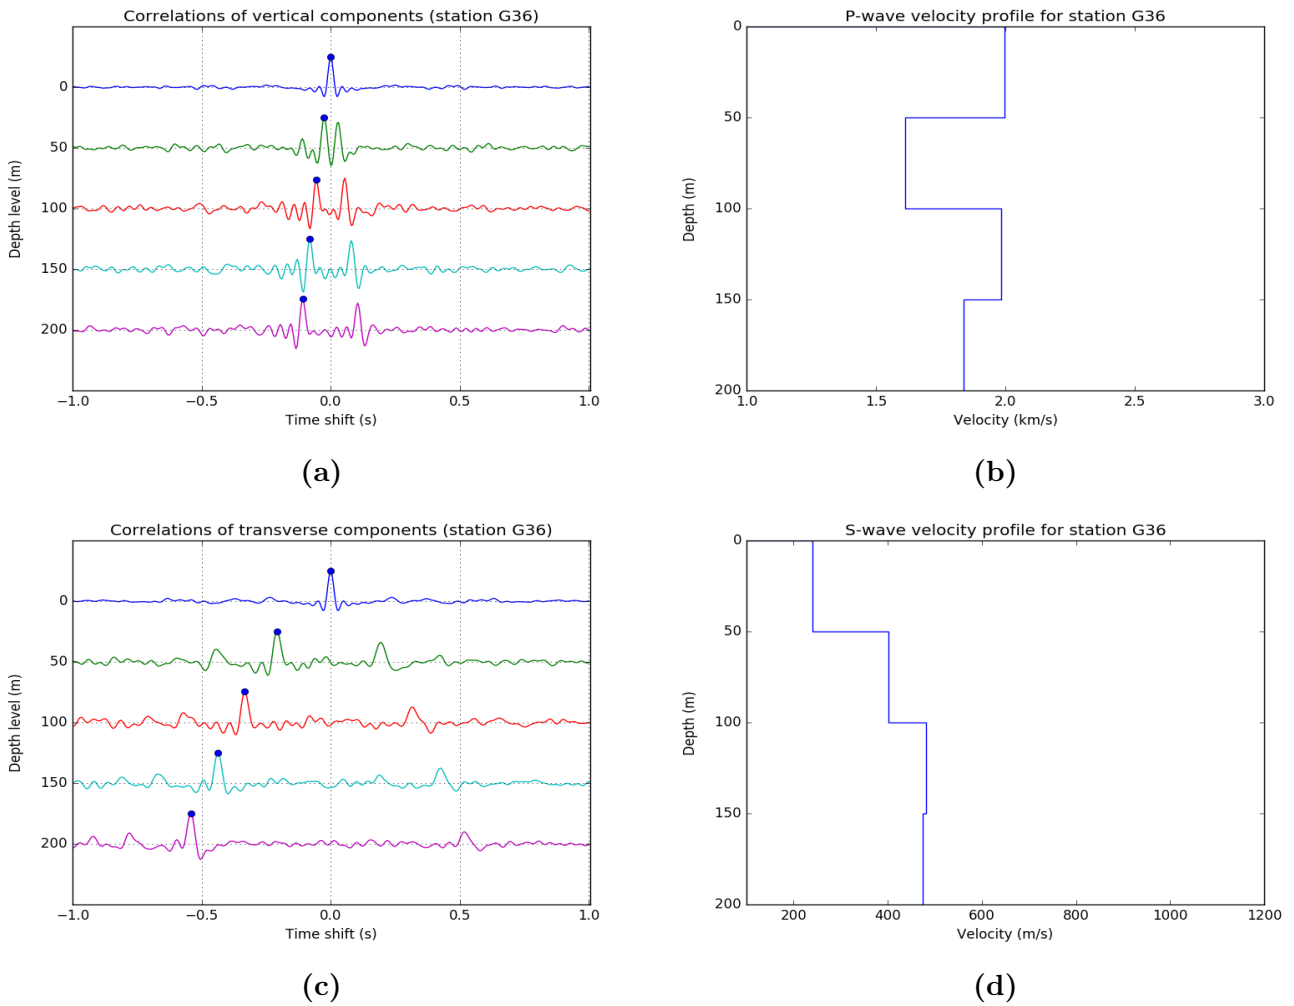 Correlations of vertical components (station G36)
0
50
100
150
200
Depth level (m)
−1.0 −0.5 0.0 0.5 1.0
Time shift (s)
(a)
P-wave velocity profile for station G36
0
50
100
150
200
Depth (m)
1.0 1.5 2.0 2.5 3.0
Velocity (km/s)
(b)
Correlations of transverse components (station G36)
0
50
100
150
200
Depth level (m)
−1.0 −0.5 0.0 0.5 1.0
Time shift (s)
(c)
S-wave velocity profile for station G36
0
50
100
150
200
Depth (m)
200 400 600 800 1000 1200
Velocity (m/s)
(d)